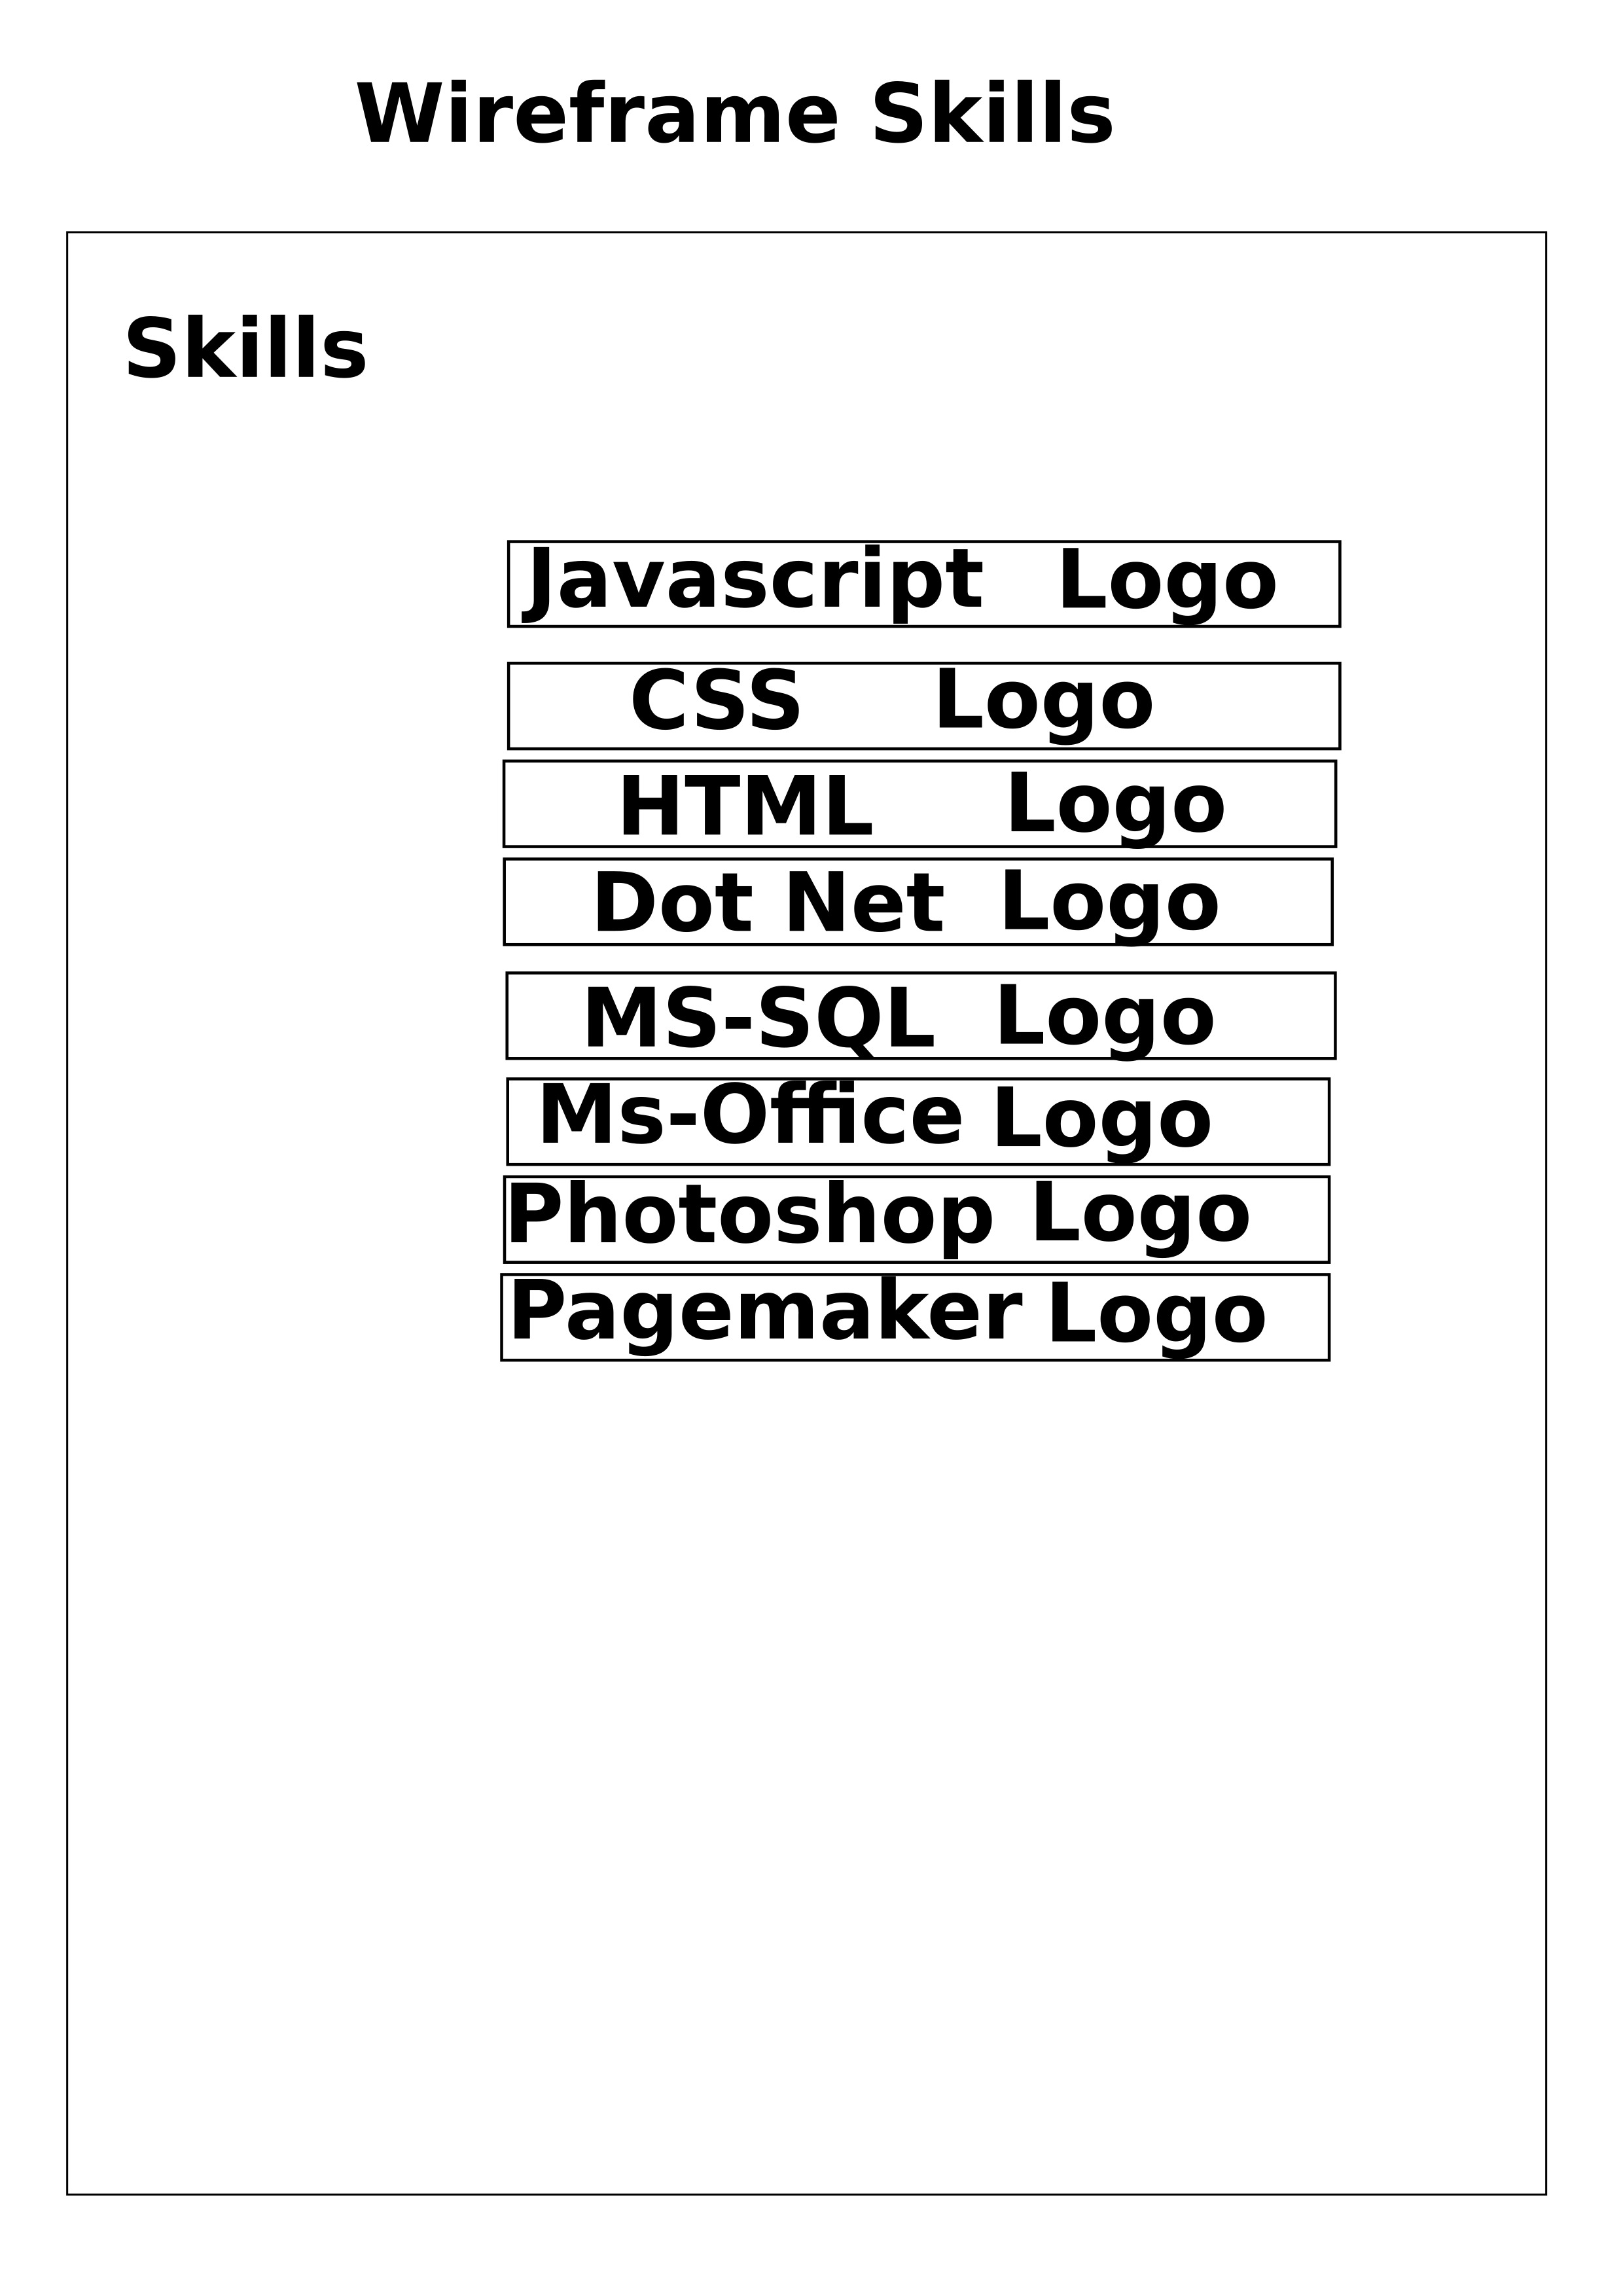 Wireframe Skills
Skills
Javascript Logo
CSS Logo
HTML Logo
Dot Net Logo
MS-SQL Logo
Ms-Office Logo
Photoshop Logo
Pagemaker Logo